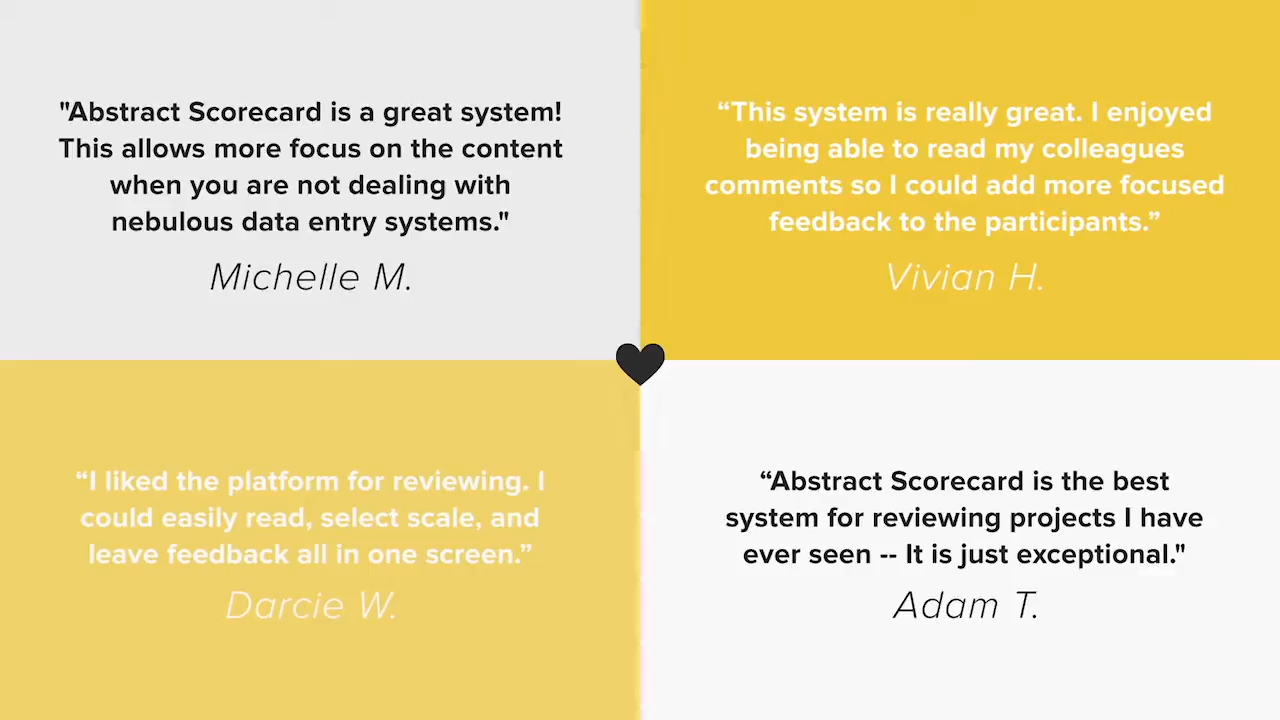 "Abstract Scorecard is a great system!
This allows more focus on the content
when you are not dealing with
nebulous data entry systems."
Michelle M.
“This system is really great. I enjoyed
being able to read my colleagues
comments so I could add more focused
feedback to the participants.”
Vivian H.
“I liked the platform for reviewing. I
could easily read, select scale, and
leave feedback all in one screen.”
Darcie W.
“Abstract Scorecard is the best
system for reviewing projects I have
ever seen -- It is just exceptional."
Adam T.